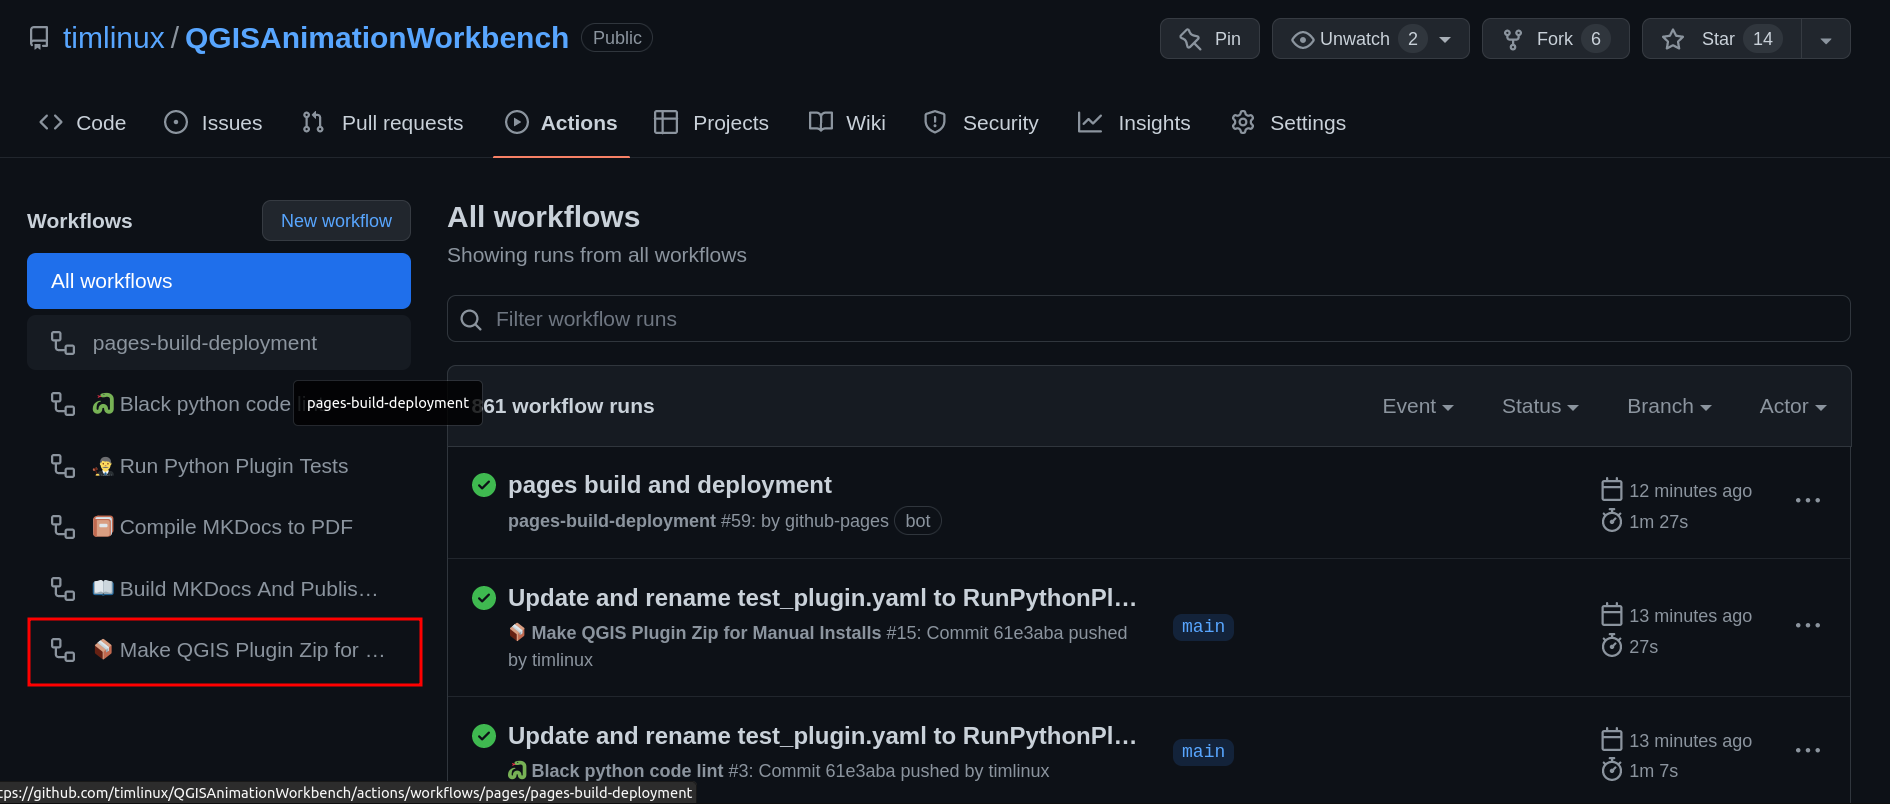 timlinux / QGISAnimationWorkbench Public
Pin
Unwatch 2
Fork 6
Star 14
Code
Issues
Pull requests
Actions
Projects
Wiki
Security
Insights
Settings
Workflows
New workflow
All workflows
pages-build-deployment
Black python code
pages-build-deployment
Run Python Plugin Tests
Compile MKDocs to PDF
Build MKDocs And Publis…
Make QGIS Plugin Zip for …
All workflows
Showing runs from all workflows
Filter workflow runs
861 workflow runs
Event
Status
Branch
Actor
pages build and deployment
pages-build-deployment #59: by github-pages bot
12 minutes ago
1m 27s
Update and rename test_plugin.yaml to RunPythonPl…
Make QGIS Plugin Zip for Manual Installs #15: Commit 61e3aba pushed
by timlinux
main
13 minutes ago
27s
Update and rename test_plugin.yaml to RunPythonPl…
Black python code lint #3: Commit 61e3aba pushed by timlinux
main
13 minutes ago
1m 7s
tps://github.com/timlinux/QGISAnimationWorkbench/actions/workflows/pages/pages-build-deployment